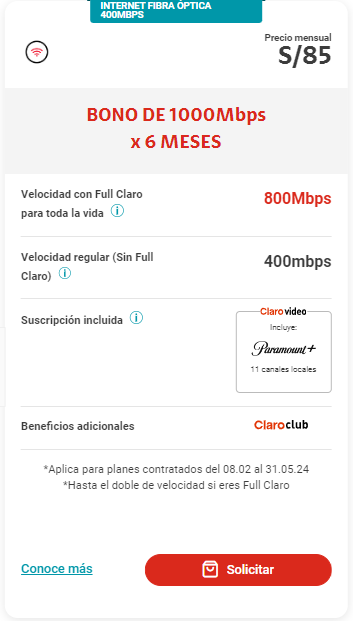 INTERNET FIBRA ÓPTICA
400MBPS
Precio mensual
S/85
BONO DE 1000Mbps
x 6 MESES
Velocidad con Full Claro
para toda la vida
800Mbps
Velocidad regular (Sin Full
Claro)
400mbps
Suscripción incluida
Claro video
Incluye:
Paramount+
11 canales locales
Beneficios adicionales
Claroclub
*Aplica para planes contratados del 08.02 al 31.05.24
*Hasta el doble de velocidad si eres Full Claro
Conoce más
Solicitar